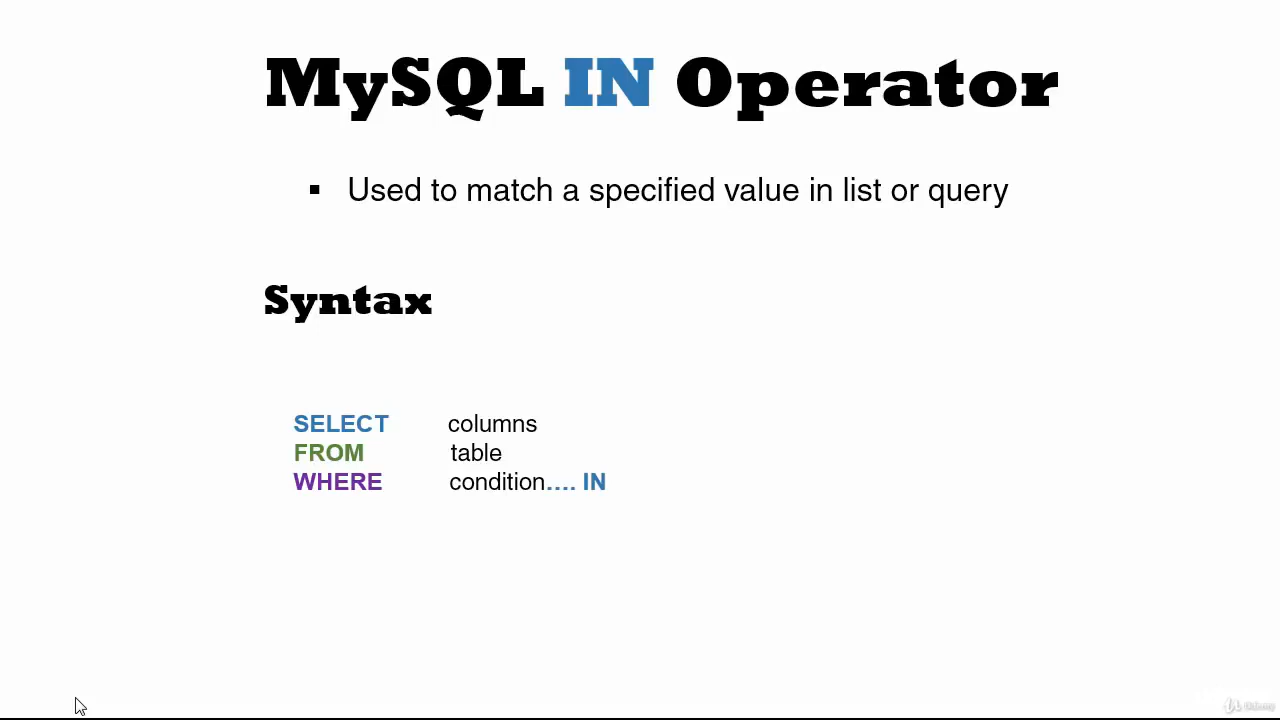 MySQL IN Operator
▪ Used to match a specified value in list or query
Syntax
SELECT columns
FROM table
WHERE condition.... IN
Udemy